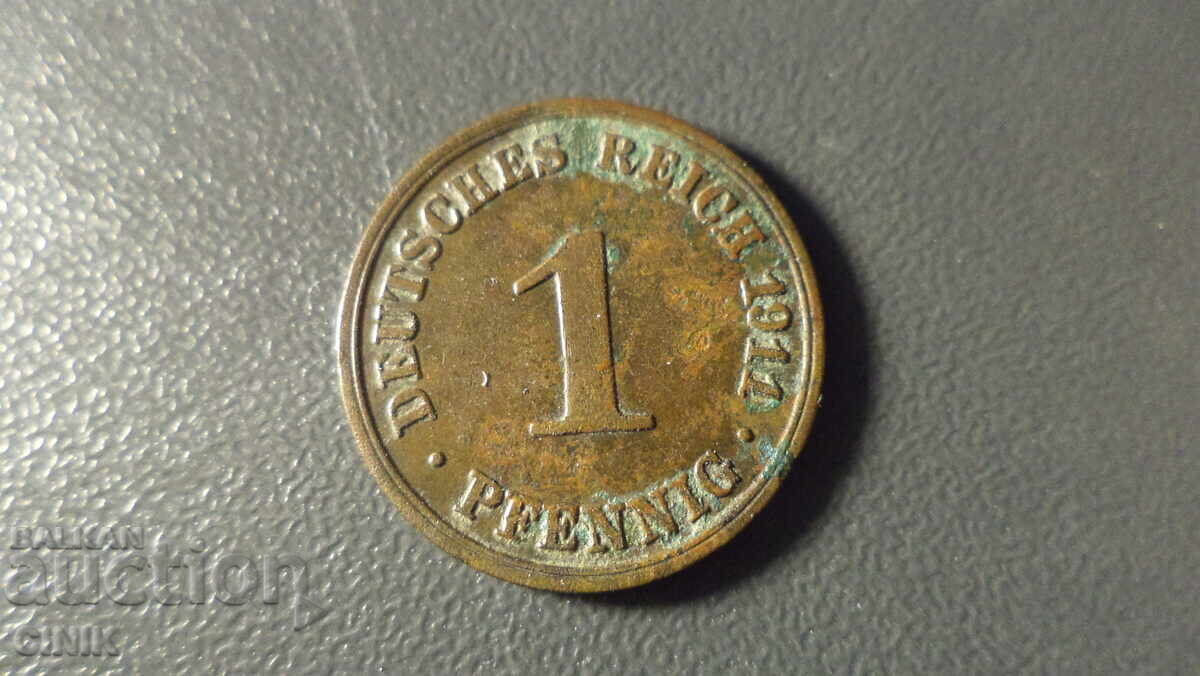 DEUTSCHES REICH 1911
1
· PFENNIG ·
BALKAN
auction
CINIK